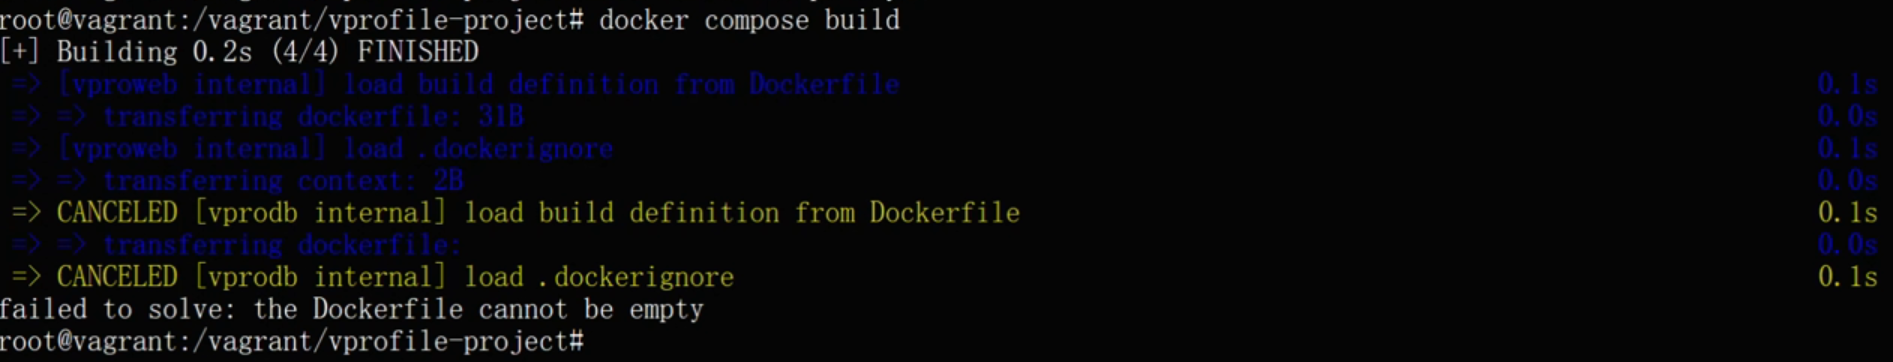 root@vagrant:/vagrant/vprofile-project# docker compose build
[+] Building 0.2s (4/4) FINISHED
=> [vproweb internal] load build definition from Dockerfile 0.1s
=> => transferring dockerfile: 31B 0.0s
=> [vproweb internal] load .dockerignore 0.1s
=> => transferring context: 2B 0.0s
=> CANCELED [vprodb internal] load build definition from Dockerfile 0.1s
=> => transferring dockerfile: 0.0s
=> CANCELED [vprodb internal] load .dockerignore 0.1s
failed to solve: the Dockerfile cannot be empty
root@vagrant:/vagrant/vprofile-project#